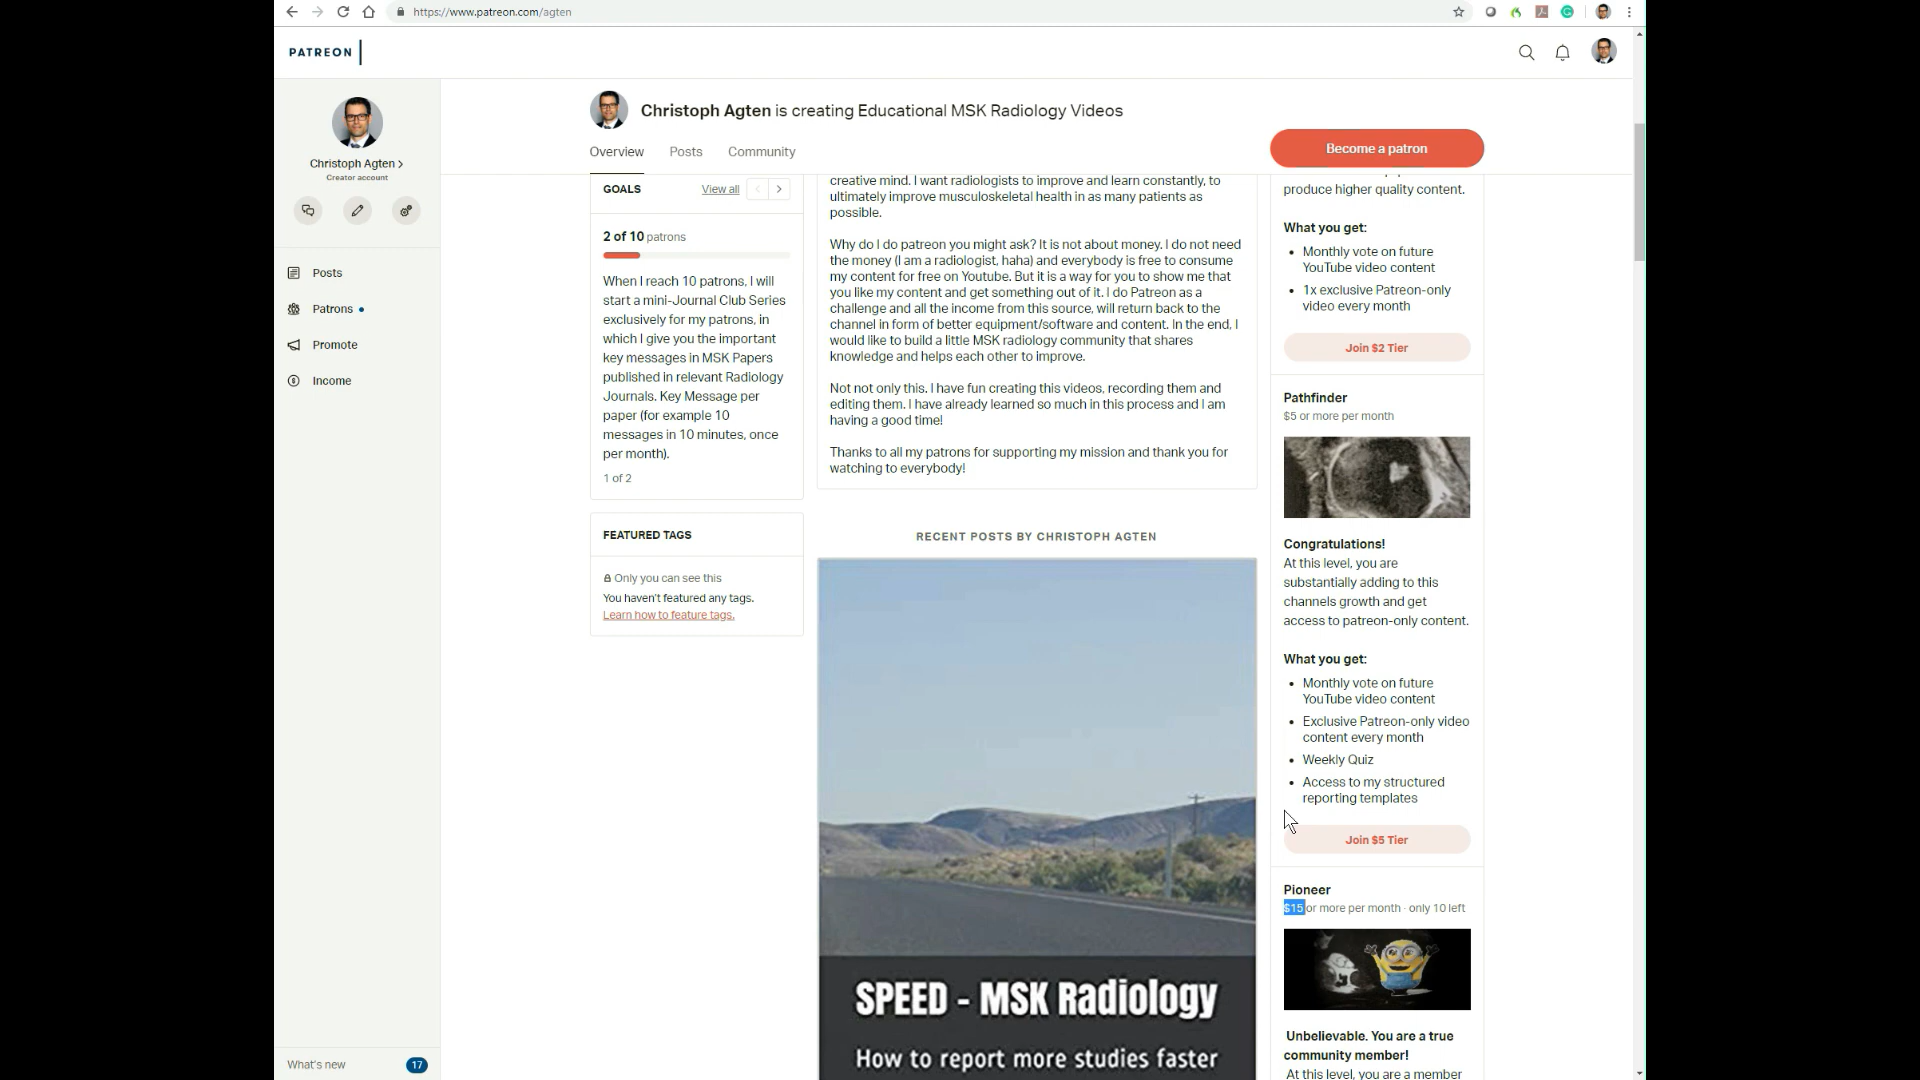 https://www.patreon.com/agten
PATREON
Christoph Agten is creating Educational MSK Radiology Videos
Overview
Posts
Community
Become a patron
Christoph Agten
Creator account
Posts
Patrons
Promote
Income
What's new
17
GOALS
View all
2 of 10 patrons
When I reach 10 patrons, I will
start a mini-Journal Club Series
exclusively for my patrons, in
which I give you the important
key messages in MSK Papers
published in relevant Radiology
Journals. Key Message per
paper (for example 10
messages in 10 minutes, once
per month).
1 of 2
FEATURED TAGS
Only you can see this
You haven't featured any tags.
Learn how to feature tags.
creative mind. I want radiologists to improve and learn constantly, to
ultimately improve musculoskeletal health in as many patients as
possible.
Why do I do patreon you might ask? It is not about money. I do not need
the money (I am a radiologist, haha) and everybody is free to consume
my content for free on Youtube. But it is a way for you to show me that
you like my content and get something out of it. I do Patreon as a
challenge and all the income from this source, will return back to the
channel in form of better equipment/software and content. In the end, I
would like to build a little MSK radiology community that shares
knowledge and helps each other to improve.
Not not only this. I have fun creating this videos, recording them and
editing them. I have already learned so much in this process and I am
having a good time!
Thanks to all my patrons for supporting my mission and thank you for
watching to everybody!
RECENT POSTS BY CHRISTOPH AGTEN
SPEED - MSK Radiology
How to report more studies faster
produce higher quality content.
What you get:
Monthly vote on future
YouTube video content
1x exclusive Patreon-only
video every month
Join $2 Tier
Pathfinder
$5 or more per month
Congratulations!
At this level, you are
substantially adding to this
channels growth and get
access to patreon-only content.
What you get:
Monthly vote on future
YouTube video content
Exclusive Patreon-only video
content every month
Weekly Quiz
Access to my structured
reporting templates
Join $5 Tier
Pioneer
$15 or more per month · only 10 left
Unbelievable. You are a true
community member!
At this level, you are a member